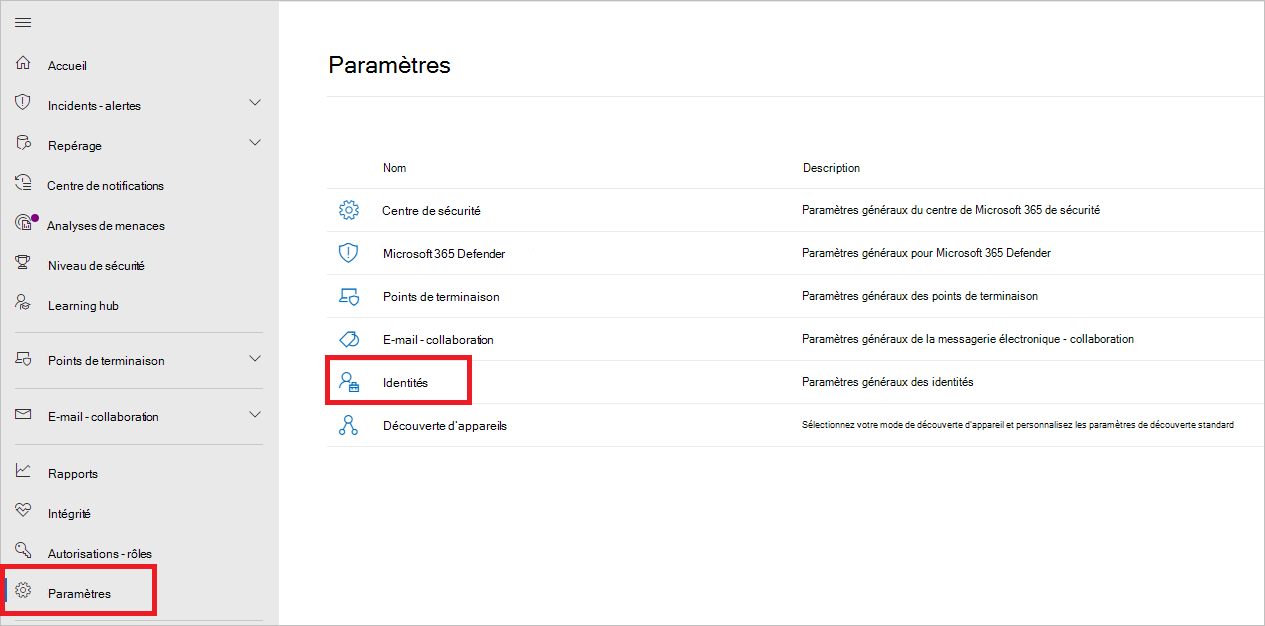 Accueil
Incidents - alertes
Repérage
Centre de notifications
Analyses de menaces
Niveau de sécurité
Learning hub
Points de terminaison
E-mail - collaboration
Rapports
Intégrité
Autorisations - rôles
Paramètres
Paramètres
Nom Description
Centre de sécurité Paramètres généraux du centre de Microsoft 365 de sécurité
Microsoft 365 Defender Paramètres généraux pour Microsoft 365 Defender
Points de terminaison Paramètres généraux des points de terminaison
E-mail - collaboration Paramètres généraux de la messagerie électronique - collaboration
Identités Paramètres généraux des identités
Découverte d'appareils Sélectionnez votre mode de découverte d'appareil et personnalisez les paramètres de découverte standard